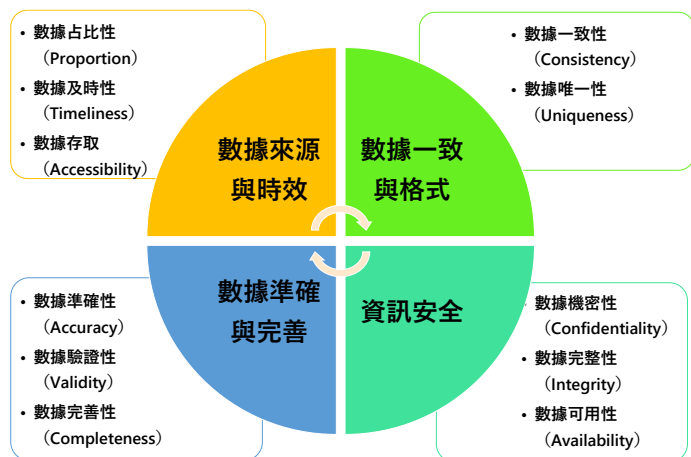 • 數據占比性
（Proportion）
• 數據及時性
（Timeliness）
• 數據存取
（Accessibility）
• 數據一致性
（Consistency）
• 數據唯一性
（Uniqueness）
數據來源
與時效
數據一致
與格式
數據準確
與完善
資訊安全
• 數據準確性
（Accuracy）
• 數據驗證性
（Validity）
• 數據完善性
（Completeness）
• 數據機密性
（Confidentiality）
• 數據完整性
（Integrity）
• 數據可用性
（Availability）